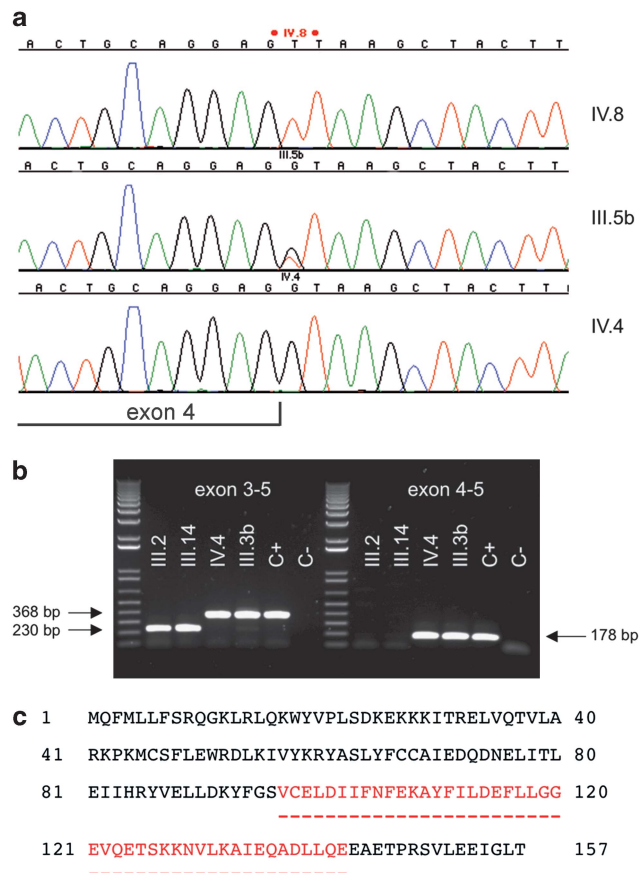 a
IV.8
A C T G C A G G A G T T A A G C T A C T T
IV.8
III.5b
A C T G C A G G A G G T A A G C T A C T T
III.5b
IV.4
A C T G C A G G A G G T A A G C T A C T T
IV.4
exon 4
b
exon 3-5 exon 4-5
III.2 III.14 IV.4 III.3b C+ C- III.2 III.14 IV.4 III.3b C+ C-
368 bp
230 bp
178 bp
c
1 MQFMLLFSRQGKLRLQKWYVPLSDKEKKKITRELVQTVLA 40
41 RKPKMCSFLEWRDLKIVYKRYASLYFCCAIEDQDNELITL 80
81 EIIHRYVELLDKYFGSVCELDIIFNFEKAYFILDEFLLGG 120
121 EVQETSKKNVLKAIEQADLLQEEAETPRSVLEEIGLT 157